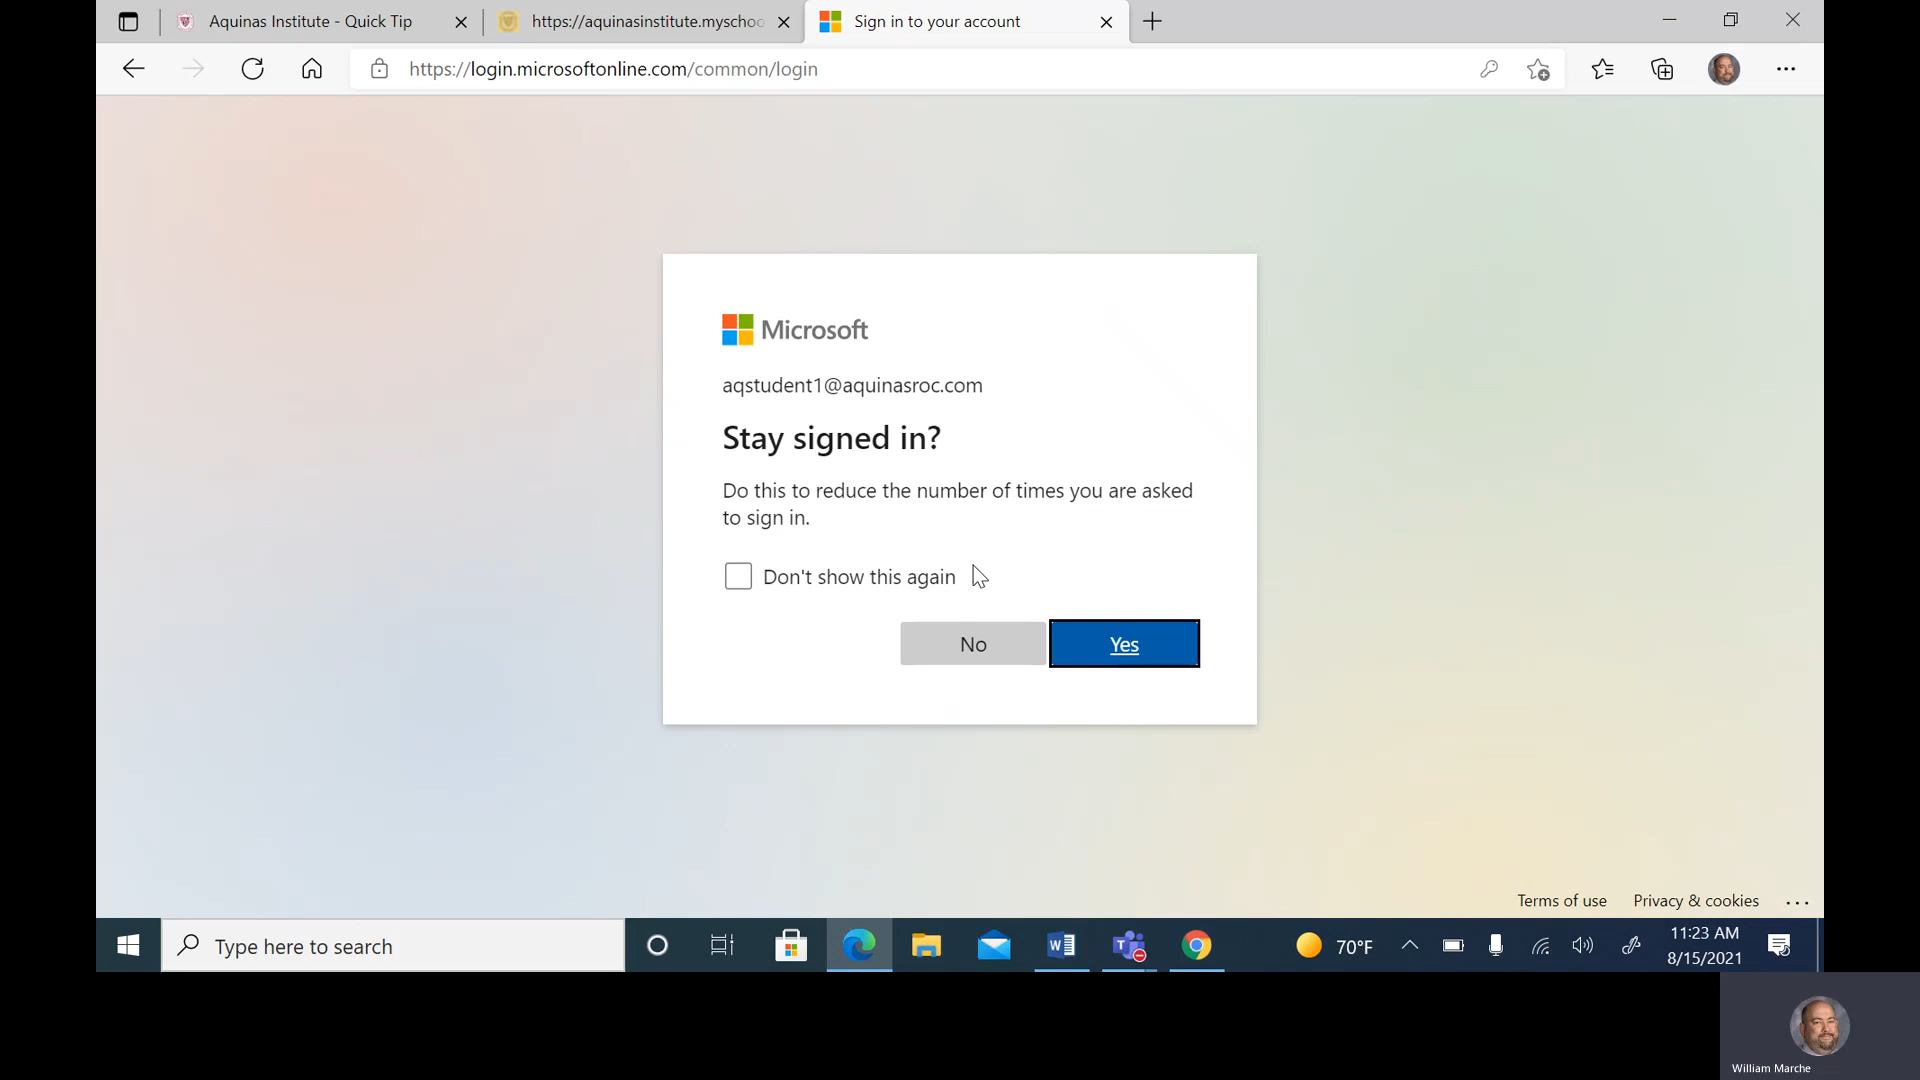 Aquinas Institute - Quick Tip
https://aquinasinstitute.myschoo
Sign in to your account
https://login.microsoftonline.com/common/login
Microsoft
aqstudent1@aquinasroc.com
Stay signed in?
Do this to reduce the number of times you are asked
to sign in.
Don't show this again
No
Yes
Terms of use
Privacy & cookies
Type here to search
70°F
11:23 AM
8/15/2021
William Marche